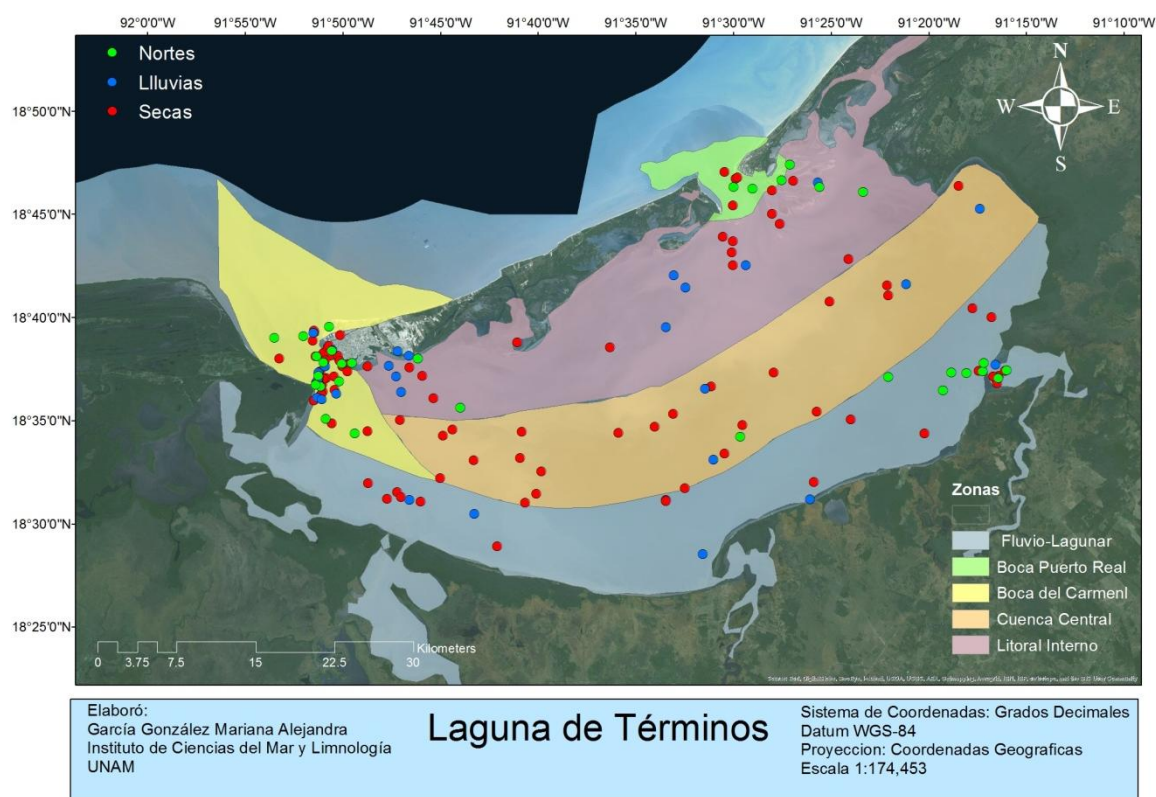 92°0'0"W 91°55'0"W 91°50'0"W 91°45'0"W 91°40'0"W 91°35'0"W 91°30'0"W 91°25'0"W 91°20'0"W 91°15'0"W 91°10'0"W
Nortes
Llluvias
Secas
N
W E
S
18°50'0"N
18°45'0"N
18°40'0"N
18°35'0"N
18°30'0"N
18°25'0"N
Zonas
Fluvio-Lagunar
Boca Puerto Real
Boca del Carmenl
Cuenca Central
Litoral Interno
Kilometers
0 3.75 7.5 15 22.5 30
Elaboró:
García González Mariana Alejandra
Instituto de Ciencias del Mar y Limnología
UNAM
Laguna de Términos
Sistema de Coordenadas: Grados Decimales
Datum WGS-84
Proyeccion: Coordenadas Geograficas
Escala 1:174,453